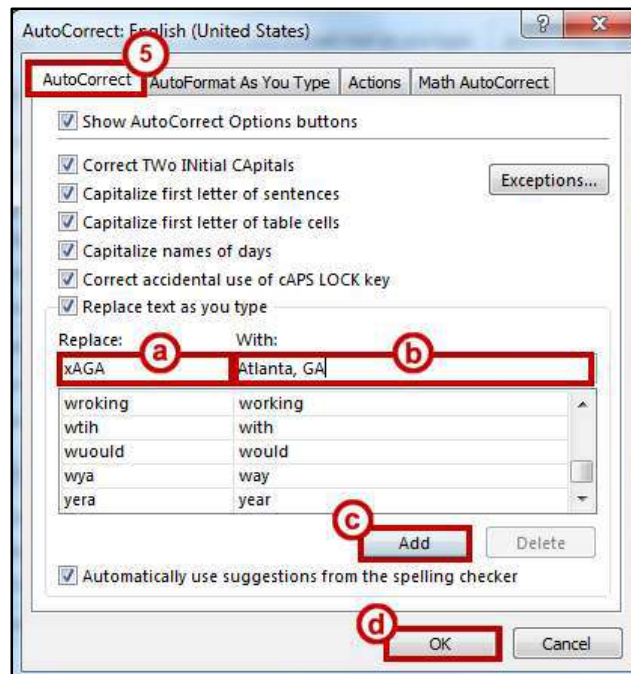 AutoCorrect: English (United States)
5
AutoCorrect AutoFormat As You Type Actions Math AutoCorrect
Show AutoCorrect Options buttons
Correct TWo INitial CApitals
Exceptions...
Capitalize first letter of sentences
Capitalize first letter of table cells
Capitalize names of days
Correct accidental use of cAPS LOCK key
Replace text as you type
Replace: With:
a b
xAGA Atlanta, GA
wroking working
wtih with
wuould would
wya way
yera year
c
Add Delete
Automatically use suggestions from the spelling checker
d
OK Cancel